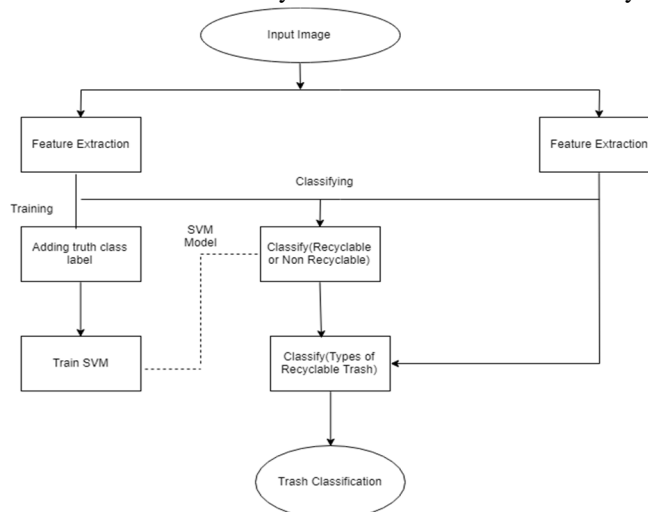 Input Image
Feature Extraction
Feature Extraction
Classifying
Training
SVM
Model
Adding truth class
label
Classify(Recyclable
or Non Recyclable)
Train SVM
Classify(Types of
Recyclable Trash)
Trash Classification